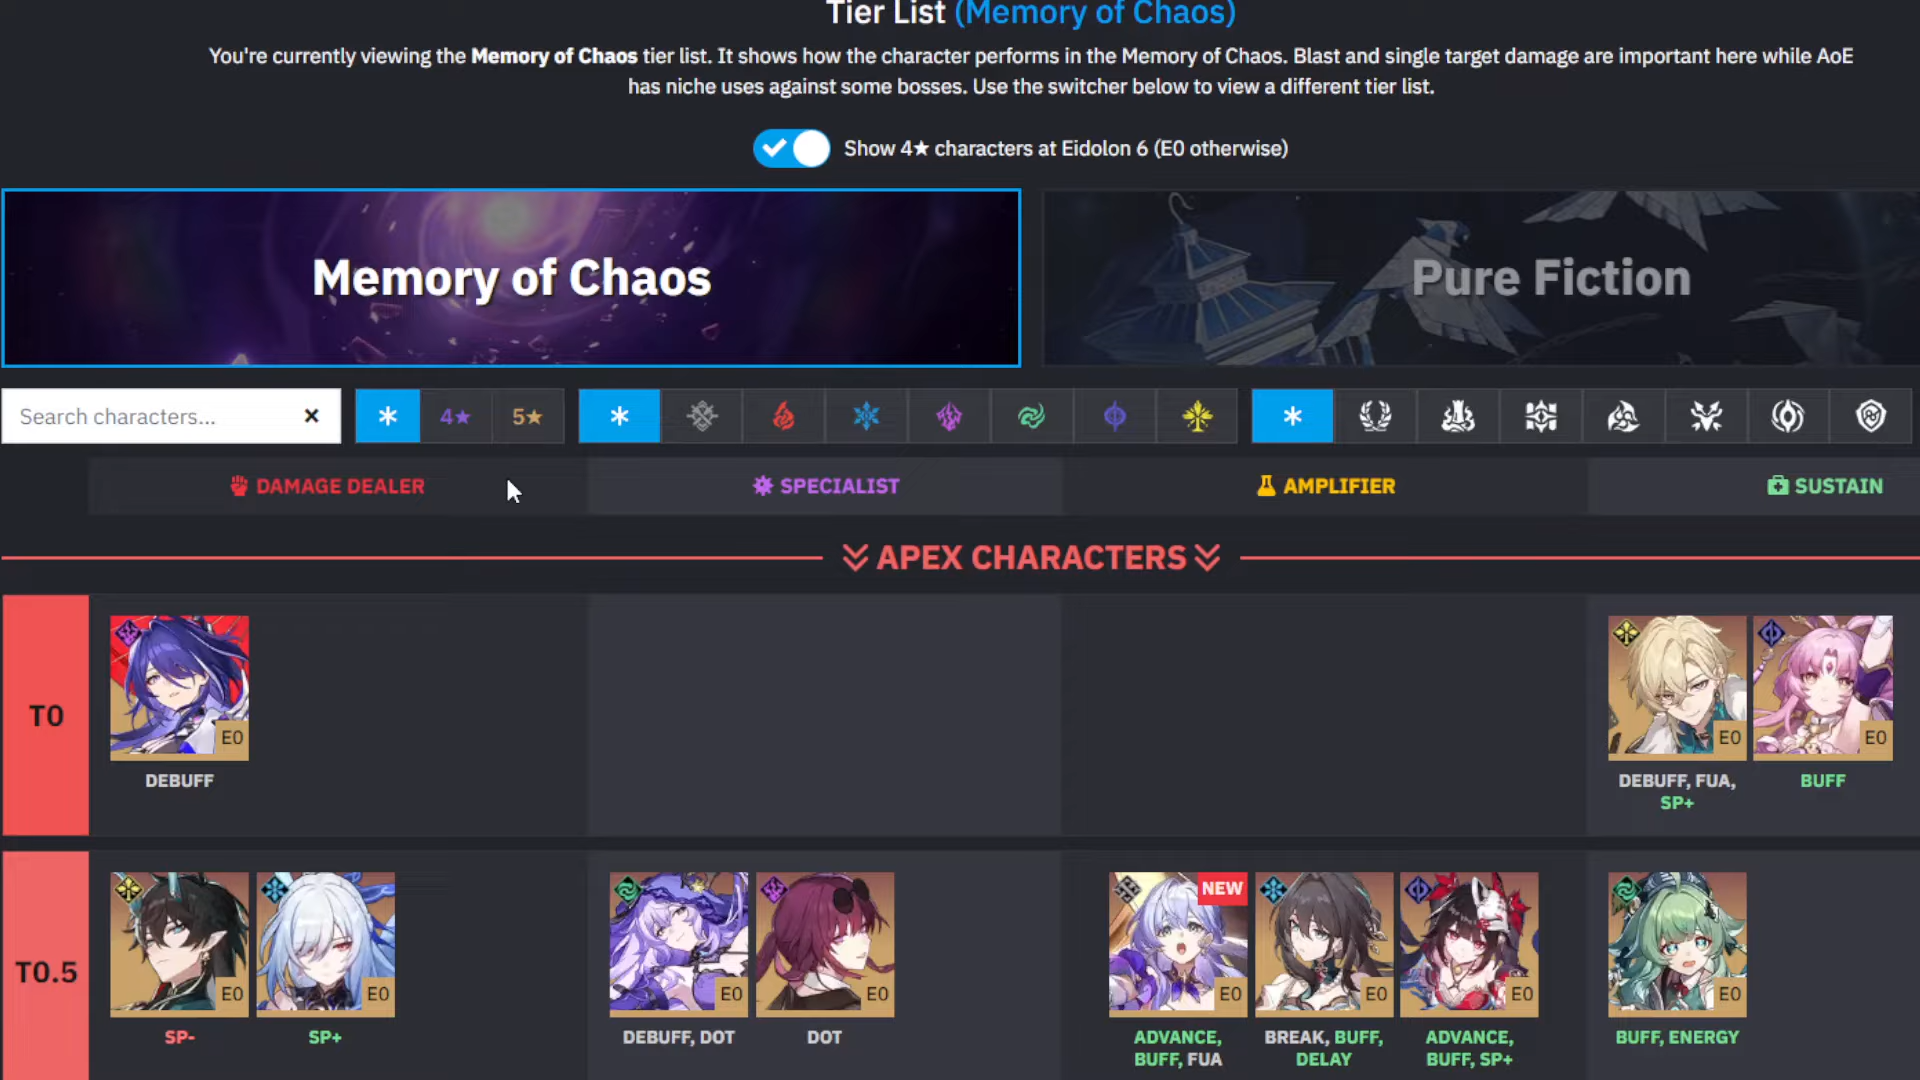 Tier List (Memory of Chaos)
You're currently viewing the Memory of Chaos tier list. It shows how the character performs in the Memory of Chaos. Blast and single target damage are important here while AoE
has niche uses against some bosses. Use the switcher below to view a different tier list.
Show 4★ characters at Eidolon 6 (E0 otherwise)
Memory of Chaos
Pure Fiction
Search characters...
4★
5★
DAMAGE DEALER
SPECIALIST
AMPLIFIER
SUSTAIN
APEX CHARACTERS
T0
E0
DEBUFF
E0
DEBUFF, FUA,
SP+
E0
BUFF
T0.5
E0
SP-
E0
SP+
E0
DEBUFF, DOT
E0
DOT
NEW
E0
ADVANCE,
BUFF, FUA
E0
BREAK, BUFF,
DELAY
E0
ADVANCE,
BUFF, SP+
E0
BUFF, ENERGY